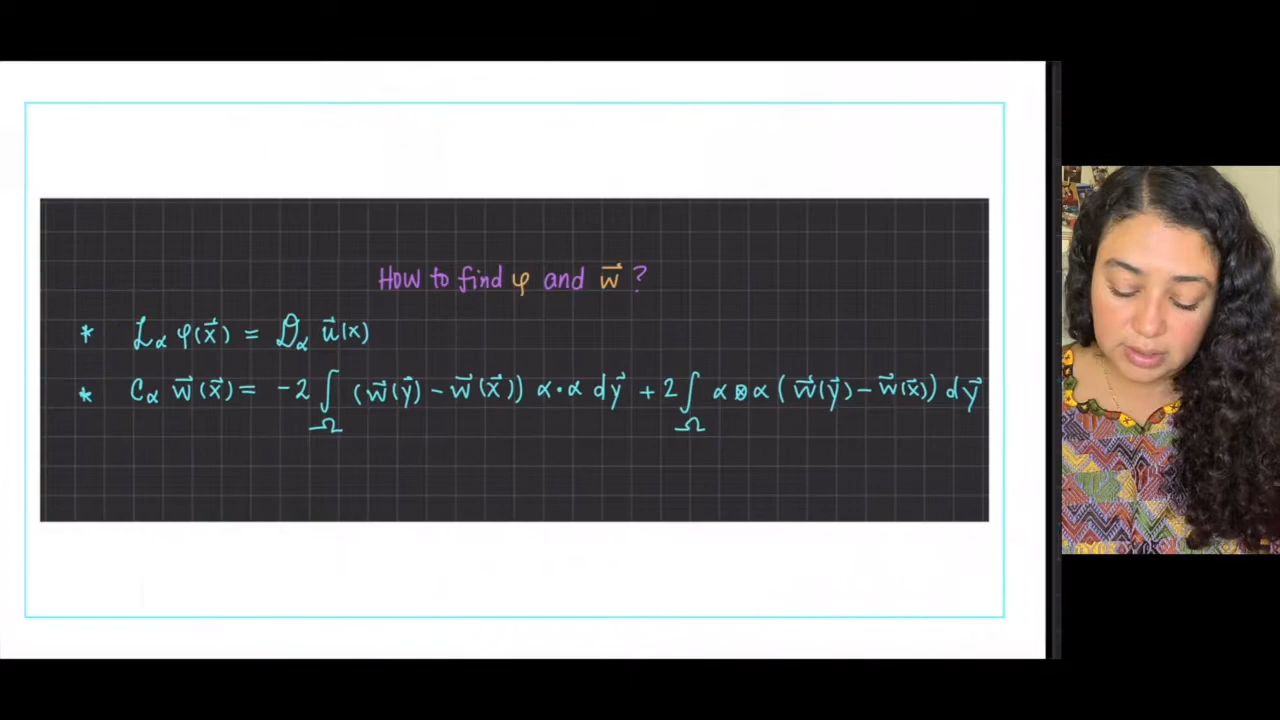 How to find φ and w⃗ ?
* ℒα φ(x⃗) = 𝒟α u⃗(x)
* Cα w⃗(x⃗) = -2 ∫Ω (w⃗(y⃗) - w⃗(x⃗)) α·α dy⃗ + 2 ∫Ω α⊗α (w⃗(y⃗) - w⃗(x⃗)) dy⃗